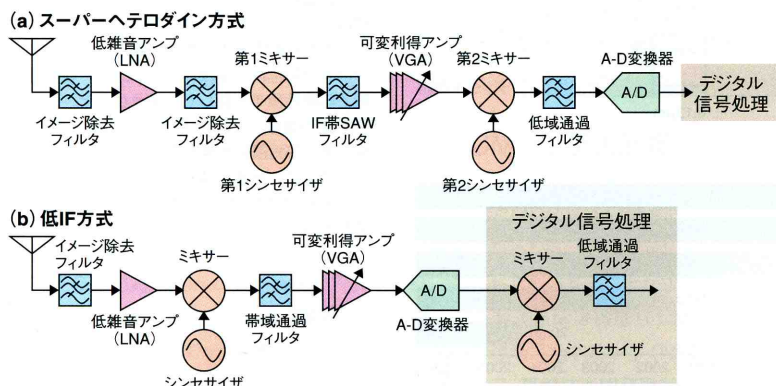 (a)スーパーヘテロダイン方式
低雑音アンプ
(LNA)
第1ミキサー
可変利得アンプ
(VGA)
第2ミキサー
A-D変換器
A/D
デジタル
信号処理
イメージ除去
フィルタ
イメージ除去
フィルタ
IF帯SAW
フィルタ
低域通過
フィルタ
第1シンセサイザ
第2シンセサイザ
(b)低IF方式
デジタル信号処理
イメージ除去
フィルタ
ミキサー
可変利得アンプ
(VGA)
ミキサー
低域通過
フィルタ
A/D
低雑音アンプ
(LNA)
帯域通過
フィルタ
A-D変換器
シンセサイザ
シンセサイザ